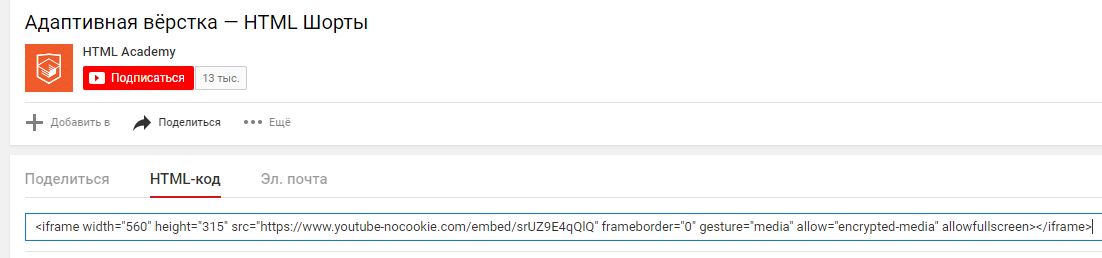 Адаптивная вёрстка — HTML Шорты
HTML Academy
Подписаться 13 тыс.
Добавить в Поделиться Ещё
Поделиться HTML-код Эл. почта
<iframe width="560" height="315" src="https://www.youtube-nocookie.com/embed/srUZ9E4qQlQ" frameborder="0" gesture="media" allow="encrypted-media" allowfullscreen></iframe>